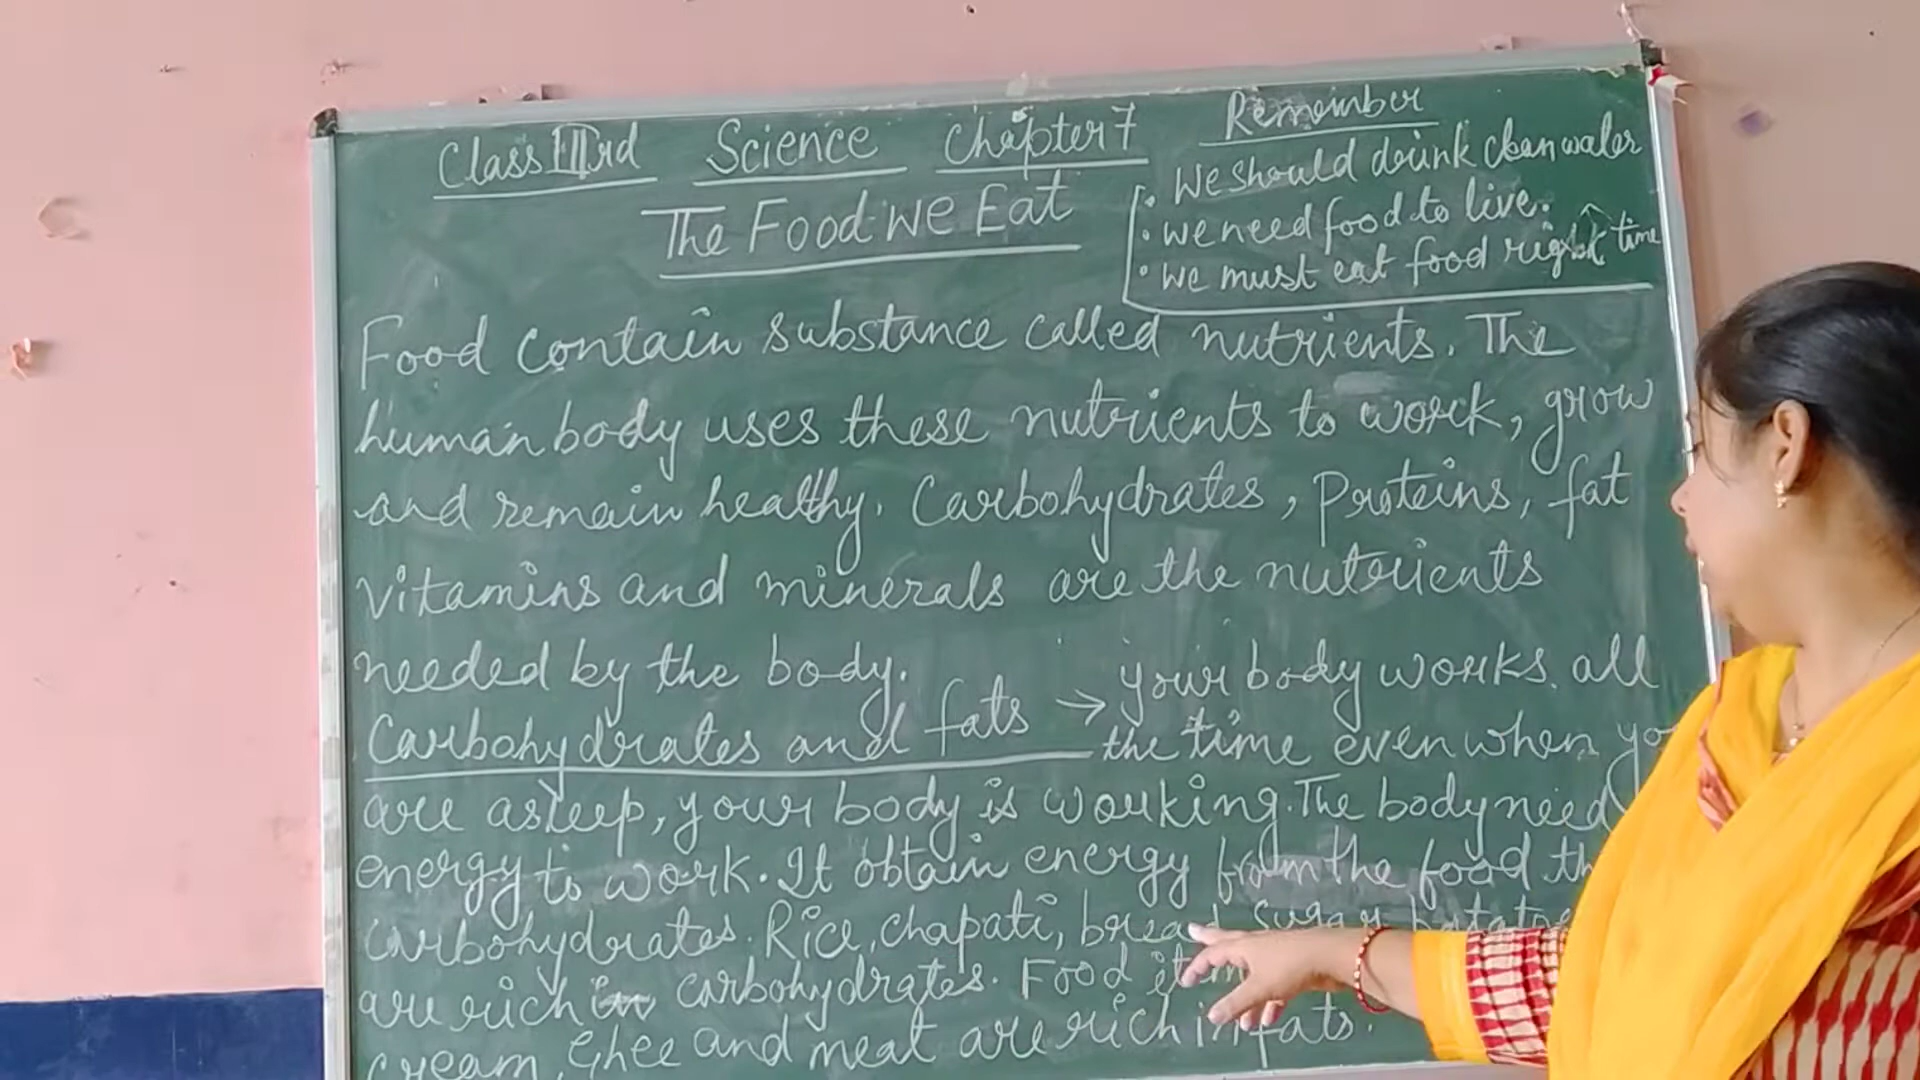 Class IIIrd Science Chapter 7
The Food we Eat
Remember
• We should drink clean water
• we need food to live.
• we must eat food right time
Food contain substance called nutrients. The
human body uses these nutrients to work, grow
and remain healthy. Carbohydrates, Proteins, fat
vitamins and minerals are the nutrients
needed by the body.
Carbohydrates and fats → your body works. all
the time even when yo
are asleep, your body is working. The body need
energy to work. It obtain energy from the food th
carbohydrates. Rice, chapati, bread sugar
are rich in carbohydrates. Food item
cream, Ghee and meat are rich in fats.